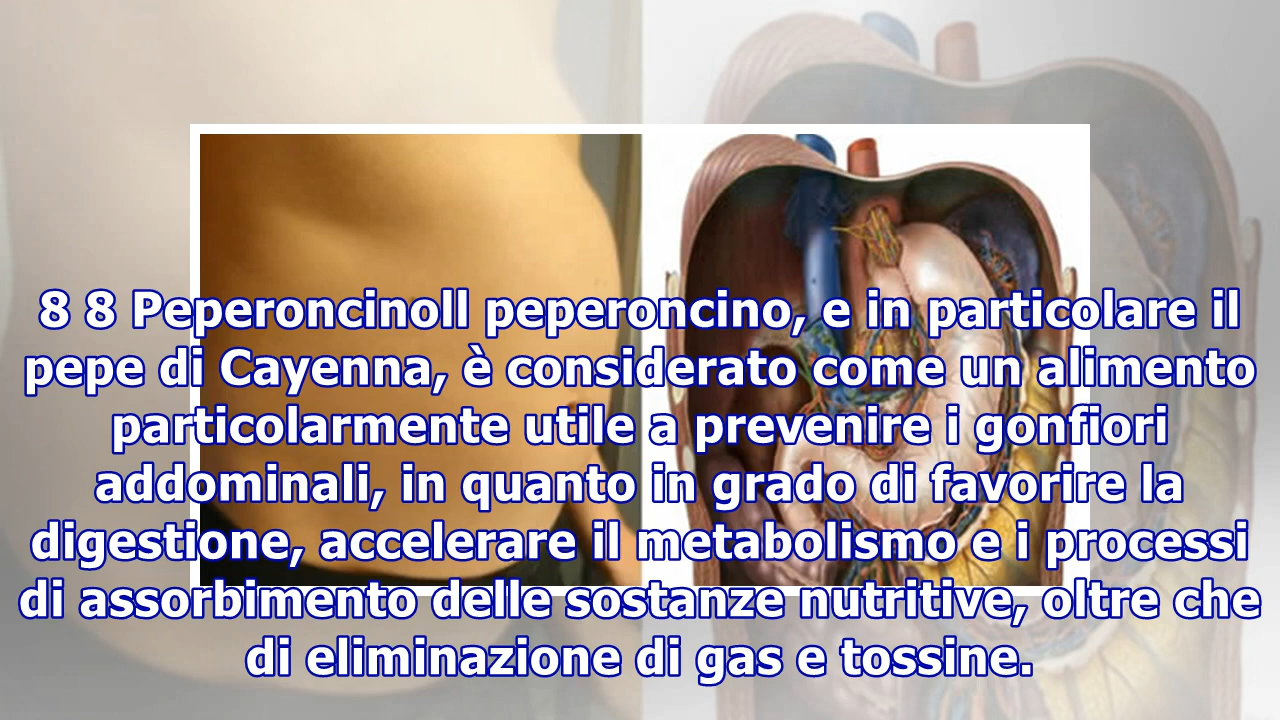 8 8 Peperoncinoll peperoncino, e in particolare il
pepe di Cayenna, è considerato come un alimento
particolarmente utile a prevenire i gonfiori
addominali, in quanto in grado di favorire la
digestione, accelerare il metabolismo e i processi
di assorbimento delle sostanze nutritive, oltre che
di eliminazione di gas e tossine.